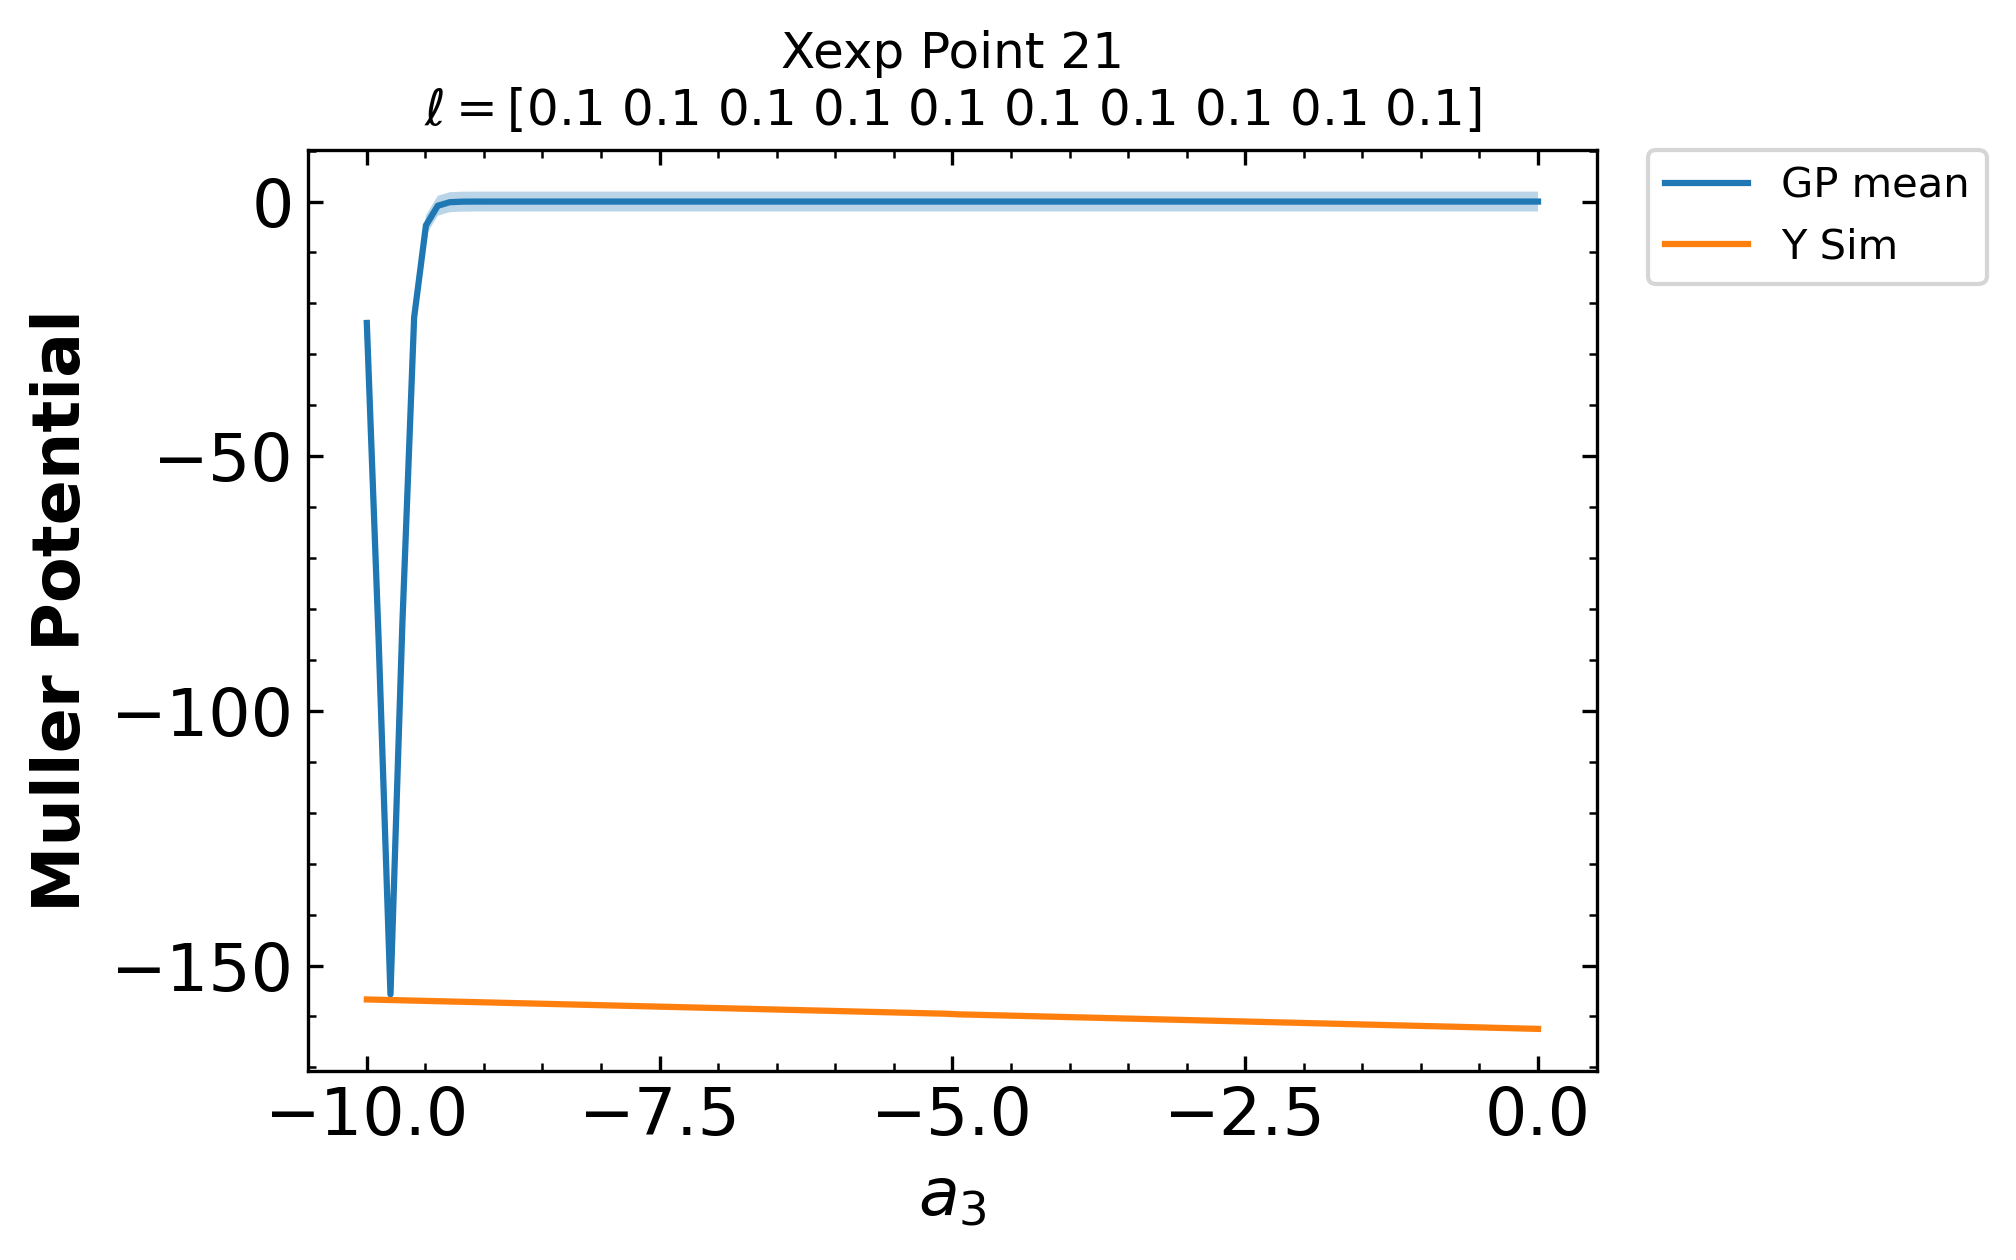 Xexp Point 21
ℓ = [0.1 0.1 0.1 0.1 0.1 0.1 0.1 0.1 0.1 0.1]
GP mean
Y Sim
Muller Potential
0
−50
−100
−150
−10.0 −7.5 −5.0 −2.5 0.0
a₃